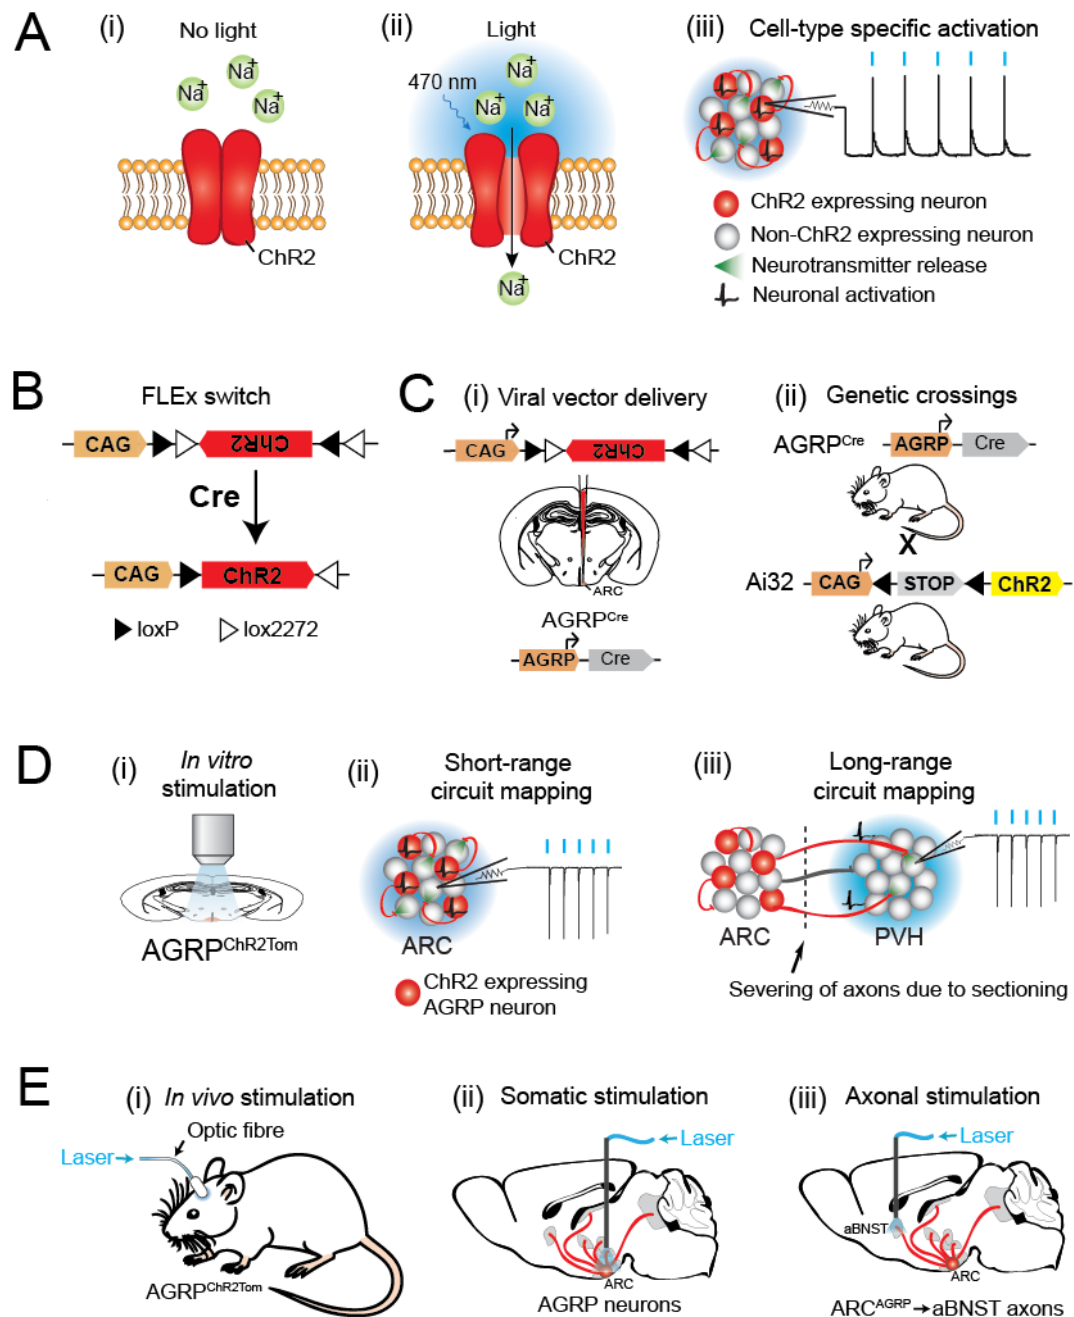 A
(i)
No light
Na+
Na+
Na+
ChR2
(ii)
Light
470 nm
Na+
Na+
Na+
ChR2
Na+
(iii)
Cell-type specific activation
ChR2 expressing neuron
Non-ChR2 expressing neuron
Neurotransmitter release
Neuronal activation
B
FLEx switch
CAG
ChR2
Cre
CAG
ChR2
loxP
lox2272
C
(i)
Viral vector delivery
CAG
ChR2
ARC
AGRPCre
AGRP
Cre
(ii)
Genetic crossings
AGRPCre
AGRP
Cre
X
Ai32
CAG
STOP
ChR2
D
(i)
In vitro
stimulation
AGRPChR2Tom
(ii)
Short-range
circuit mapping
ARC
ChR2 expressing
AGRP neuron
(iii)
Long-range
circuit mapping
ARC
PVH
Severing of axons due to sectioning
E
(i)
In vivo stimulation
Optic fibre
Laser
AGRPChR2Tom
(ii)
Somatic stimulation
Laser
ARC
AGRP neurons
(iii)
Axonal stimulation
Laser
aBNST
ARC
ARCAGRP→aBNST axons